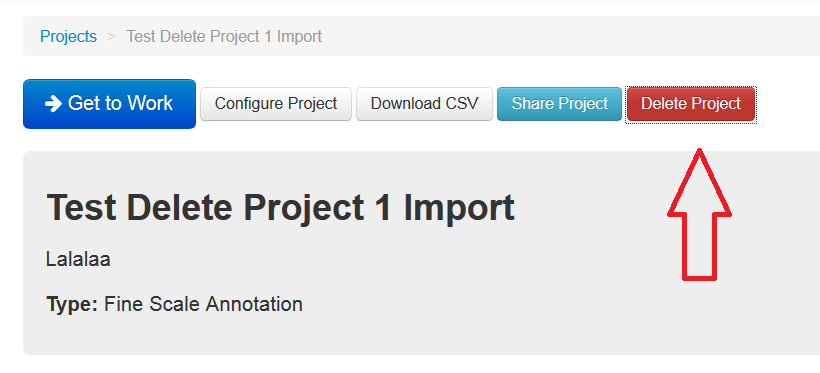 Projects > Test Delete Project 1 Import
Get to Work Configure Project Download CSV Share Project Delete Project
Test Delete Project 1 Import
Lalalaa
Type: Fine Scale Annotation